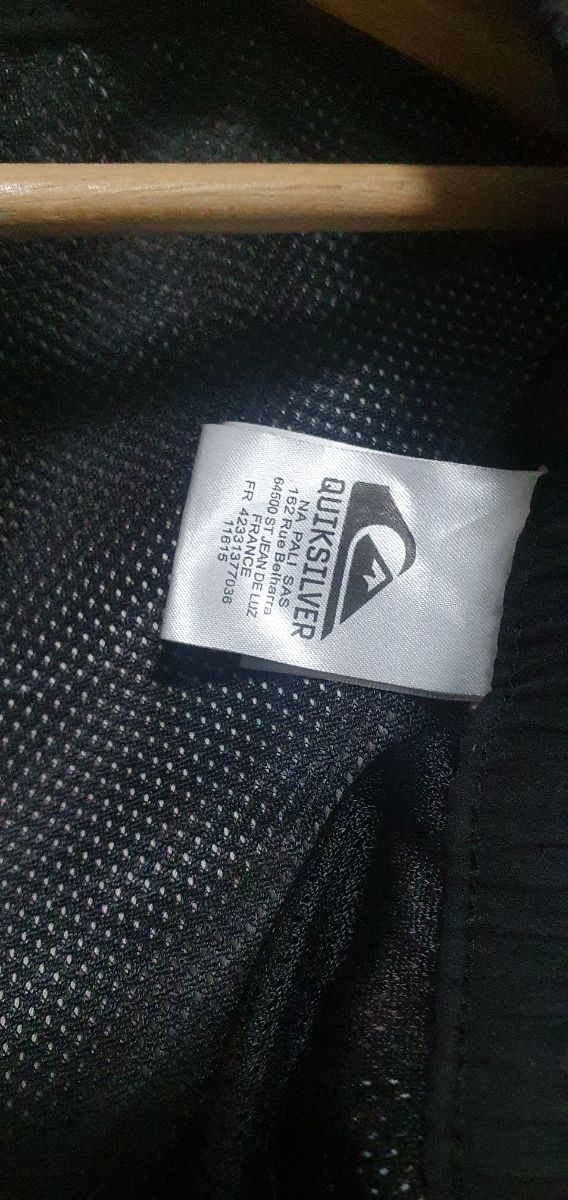 QUIKSILVER
NA PALI SAS
162 Rue Belharra
64500 ST JEAN DE LUZ
FRANCE
FR 42331377036
11615